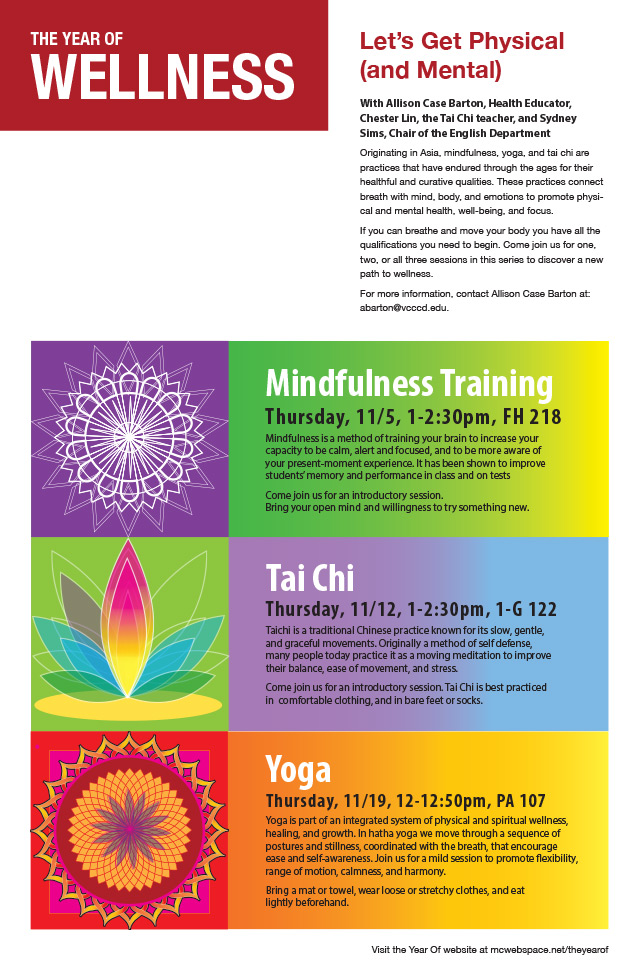 THE YEAR OF
WELLNESS
Let's Get Physical
(and Mental)
With Allison Case Barton, Health Educator,
Chester Lin, the Tai Chi teacher, and Sydney
Sims, Chair of the English Department
Originating in Asia, mindfulness, yoga, and tai chi are
practices that have endured through the ages for their
healthful and curative qualities. These practices connect
breath with mind, body, and emotions to promote physi-
cal and mental health, well-being, and focus.
If you can breathe and move your body you have all the
qualifications you need to begin. Come join us for one,
two, or all three sessions in this series to discover a new
path to wellness.
For more information, contact Allison Case Barton at:
abarton@vcccd.edu.
Mindfulness Training
Thursday, 11/5, 1-2:30pm, FH 218
Mindfulness is a method of training your brain to increase your
capacity to be calm, alert and focused, and to be more aware of
your present-moment experience. It has been shown to improve
students' memory and performance in class and on tests
Come join us for an introductory session.
Bring your open mind and willingness to try something new.
Tai Chi
Thursday, 11/12, 1-2:30pm, 1-G 122
Taichi is a traditional Chinese practice known for its slow, gentle,
and graceful movements. Originally a method of self defense,
many people today practice it as a moving meditation to improve
their balance, ease of movement, and stress.
Come join us for an introductory session. Tai Chi is best practiced
in comfortable clothing, and in bare feet or socks.
Yoga
Thursday, 11/19, 12-12:50pm, PA 107
Yoga is part of an integrated system of physical and spiritual wellness,
healing, and growth. In hatha yoga we move through a sequence of
postures and stillness, coordinated with the breath, that encourage
ease and self-awareness. Join us for a mild session to promote flexibility,
range of motion, calmness, and harmony.
Bring a mat or towel, wear loose or stretchy clothes, and eat
lightly beforehand.
Visit the Year Of website at mcwebspace.net/theyearof